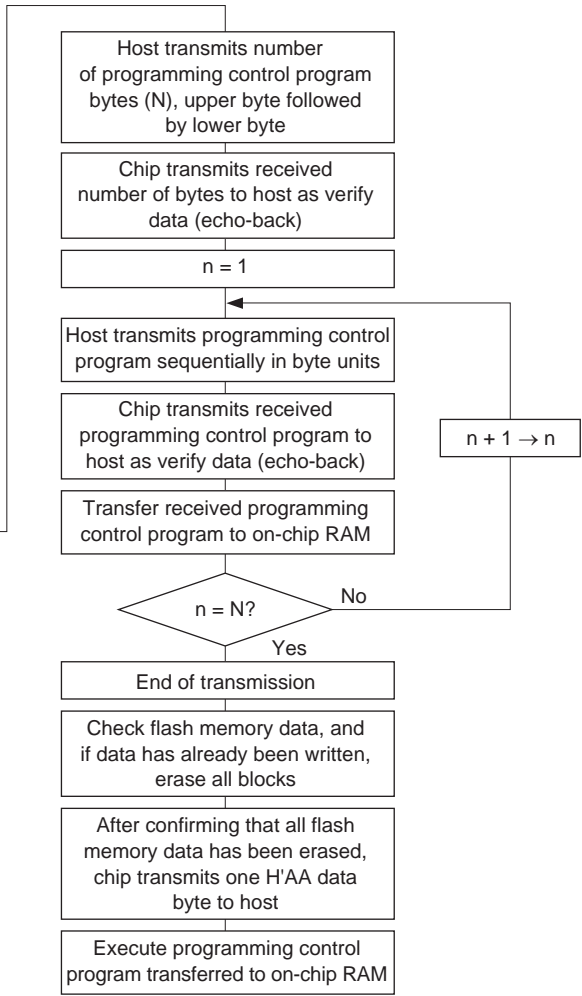 Host transmits number
of programming control program
bytes (N), upper byte followed
by lower byte
Chip transmits received
number of bytes to host as verify
data (echo-back)
n = 1
Host transmits programming control
program sequentially in byte units
Chip transmits received
programming control program to
host as verify data (echo-back)
n + 1 → n
Transfer received programming
control program to on-chip RAM
n = N?
No
Yes
End of transmission
Check flash memory data, and
if data has already been written,
erase all blocks
After confirming that all flash
memory data has been erased,
chip transmits one H'AA data
byte to host
Execute programming control
program transferred to on-chip RAM